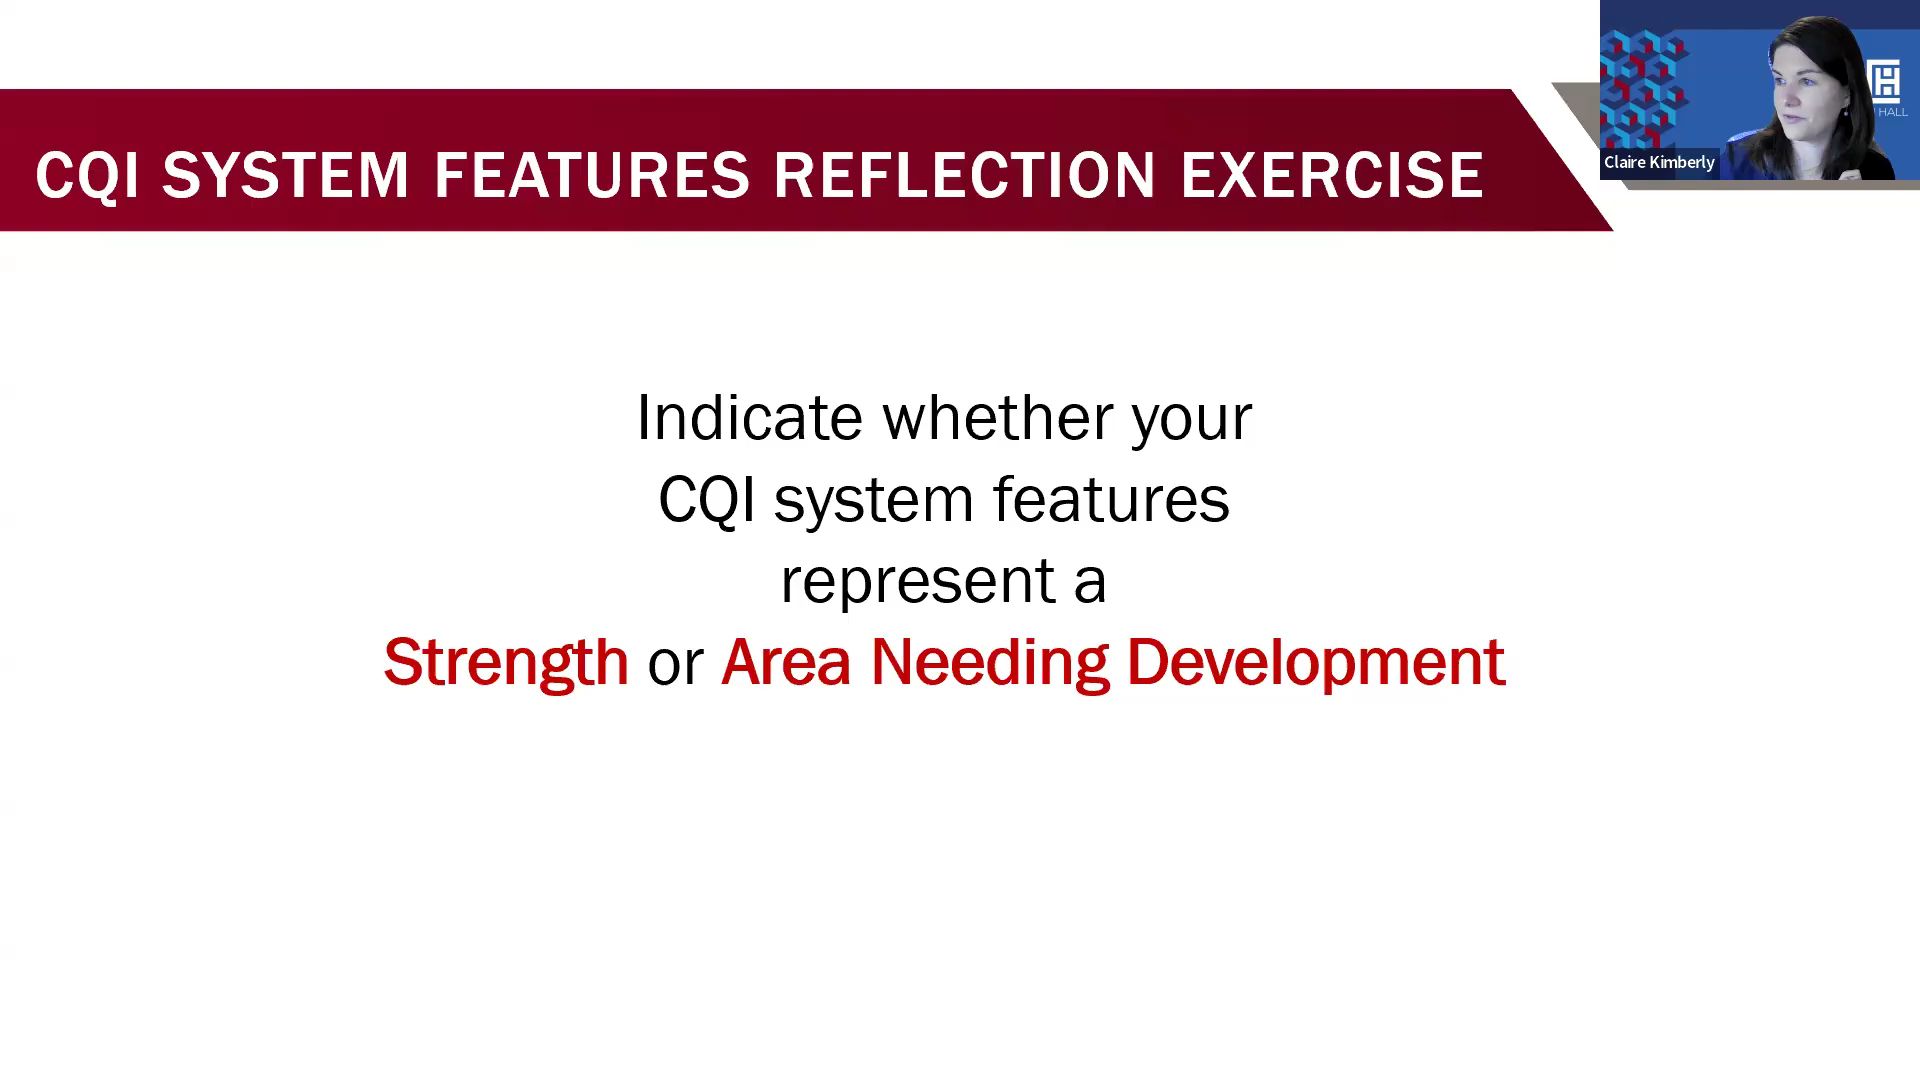 CQI SYSTEM FEATURES REFLECTION EXERCISE
Claire Kimberly
HALL
Indicate whether your
CQI system features
represent a
Strength or Area Needing Development